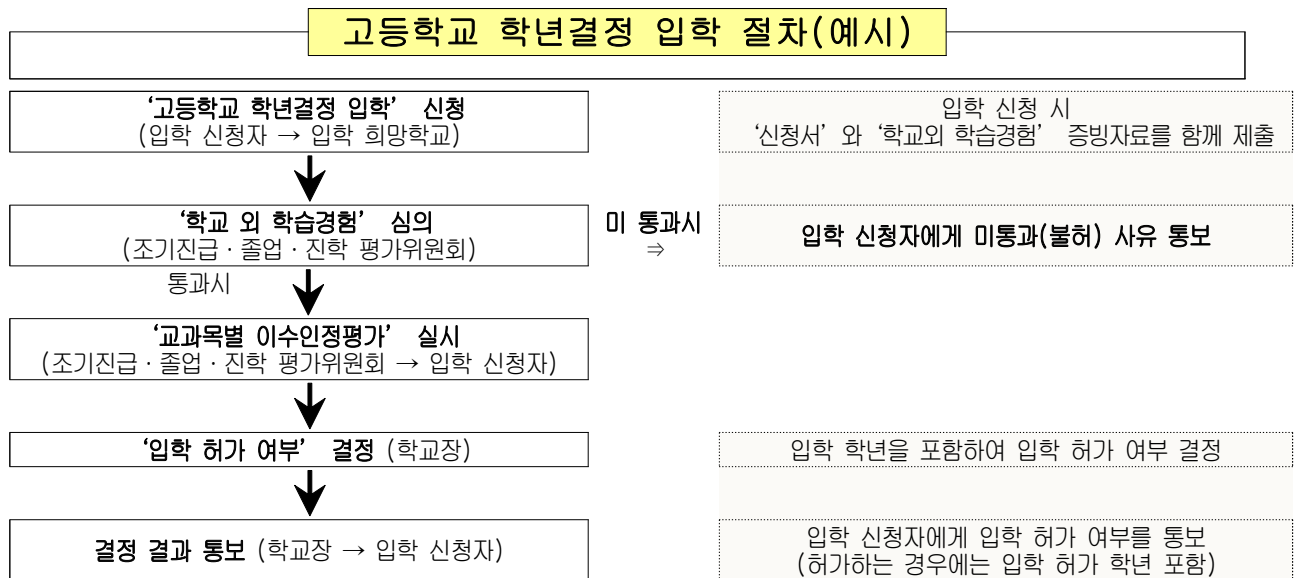 고등학교 학년결정 입학 절차(예시)
‘고등학교 학년결정 입학’ 신청
(입학 신청자 → 입학 희망학교)
입학 신청 시
‘신청서’와 ‘학교외 학습경험’ 증빙자료를 함께 제출
‘학교 외 학습경험’ 심의
(조기진급·졸업·진학 평가위원회)
미 통과시
⇒
입학 신청자에게 미통과(불허) 사유 통보
통과시
‘교과목별 이수인정평가’ 실시
(조기진급·졸업·진학 평가위원회 → 입학 신청자)
‘입학 허가 여부’ 결정 (학교장)
입학 학년을 포함하여 입학 허가 여부 결정
결정 결과 통보 (학교장 → 입학 신청자)
입학 신청자에게 입학 허가 여부를 통보
(허가하는 경우에는 입학 허가 학년 포함)